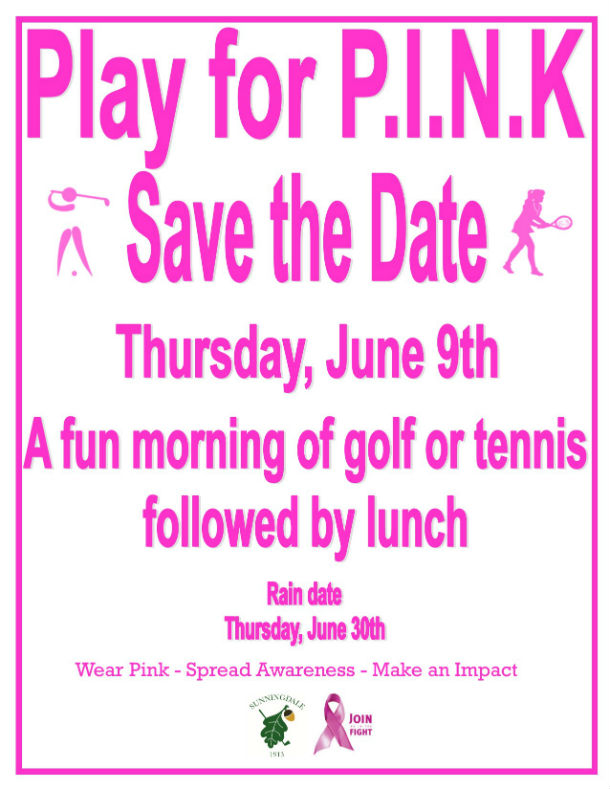 Play for P.I.N.K
Save the Date
Thursday, June 9th
A fun morning of golf or tennis
followed by lunch
Rain date
Thursday, June 30th
Wear Pink - Spread Awareness - Make an Impact
SUNNINGDALE
1913
JOIN
FIGHT